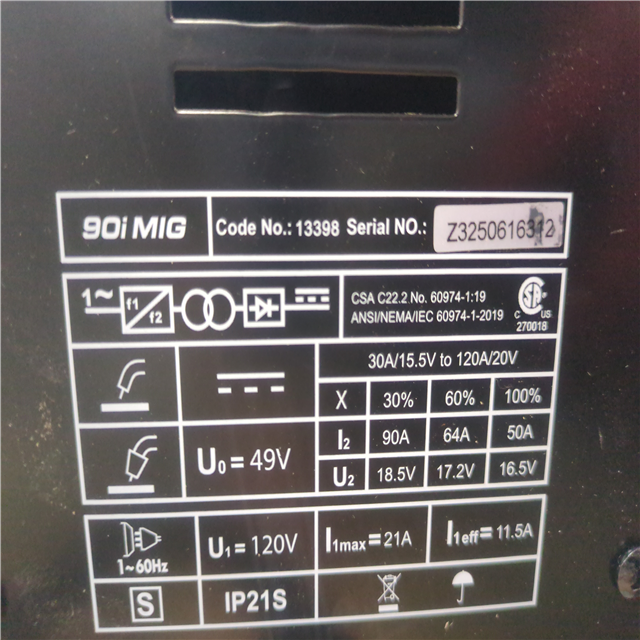 90i MIG
Code No.: 13398 Serial NO.: Z3250616312
1~ f1 f2
CSA C22.2.No. 60974-1:19
ANSI/NEMA/IEC 60974-1-2019
CSA C US
270018
30A/15.5V to 120A/20V
X 30% 60% 100%
I2 90A 64A 50A
U0 = 49V
U2 18.5V 17.2V 16.5V
1~60Hz
U1 = 120V
I1max = 21A
I1eff = 11.5A
S
IP21S